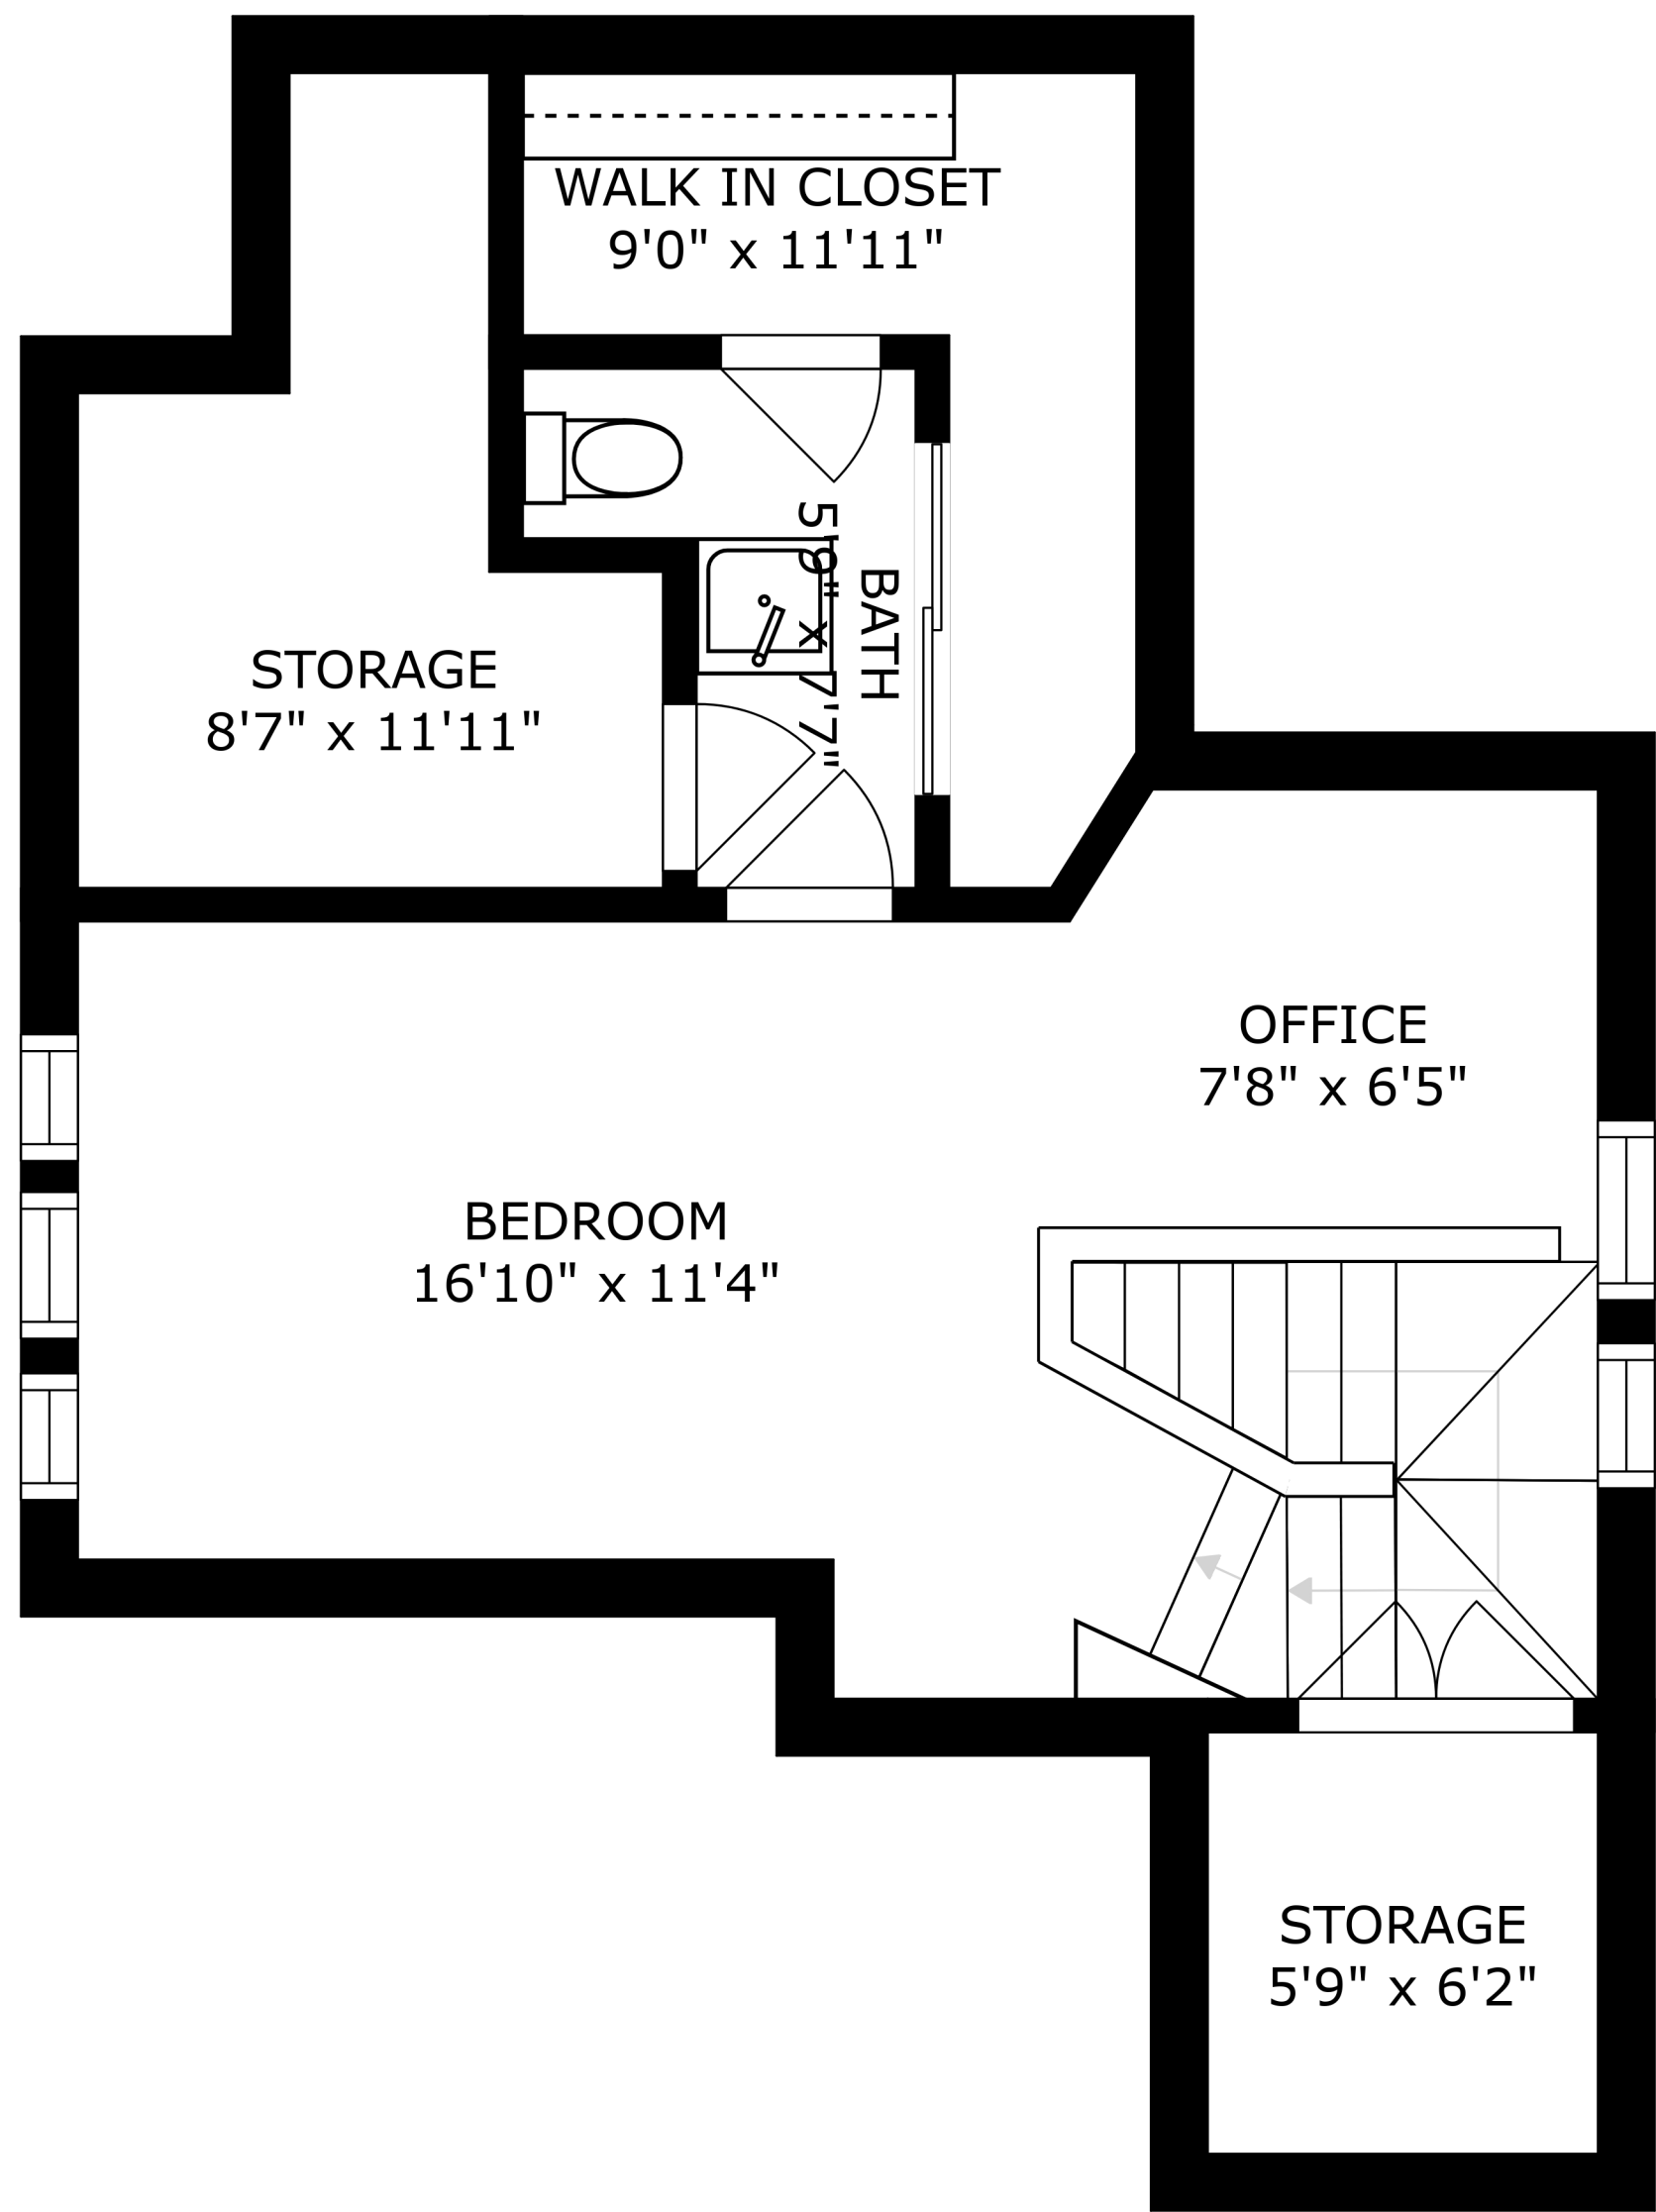 WALK IN CLOSET
9'0" x 11'11"
BATH
5'9" x 7'7"
STORAGE
8'7" x 11'11"
OFFICE
7'8" x 6'5"
BEDROOM
16'10" x 11'4"
STORAGE
5'9" x 6'2"